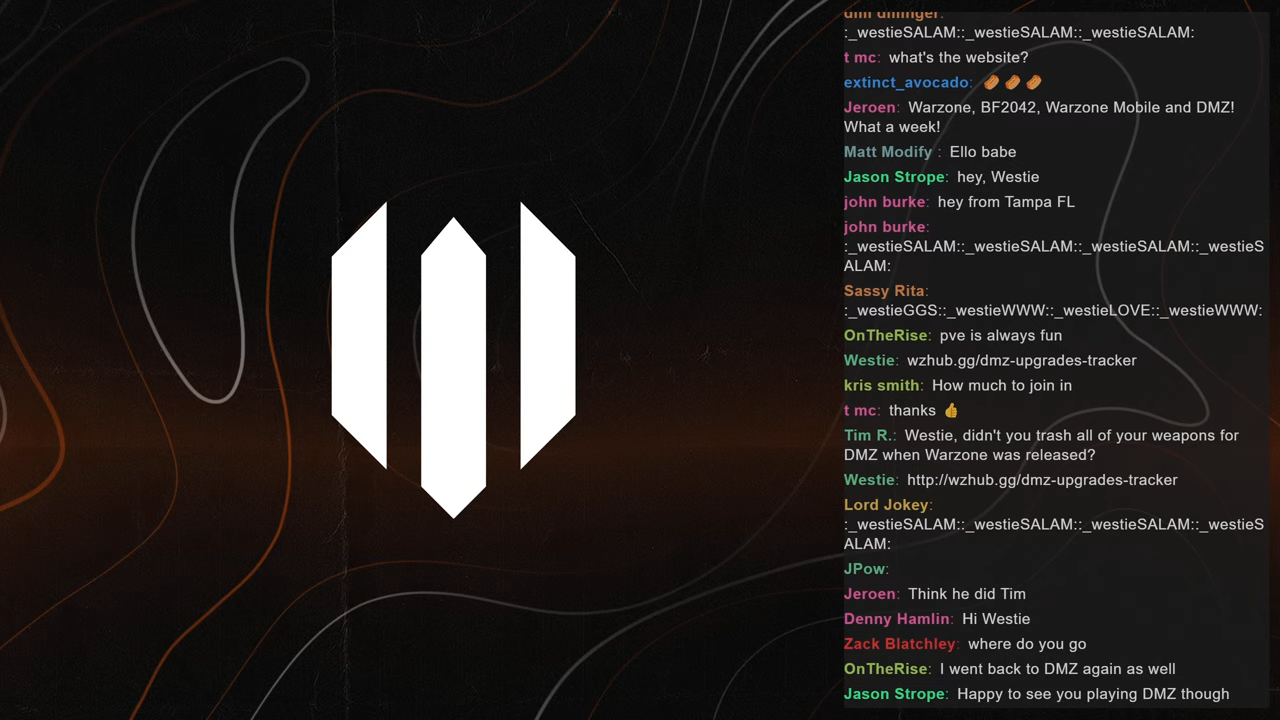 dim dillinger:
:_westieSALAM::_westieSALAM::_westieSALAM:
t mc: what's the website?
extinct_avocado: 🥜 🥜 🥜
Jeroen: Warzone, BF2042, Warzone Mobile and DMZ!
What a week!
Matt Modify : Ello babe
Jason Strope: hey, Westie
john burke: hey from Tampa FL
john burke:
:_westieSALAM::_westieSALAM::_westieSALAM::_westieS
ALAM:
Sassy Rita:
:_westieGGS::_westieWWW::_westieLOVE::_westieWWW:
OnTheRise: pve is always fun
Westie: wzhub.gg/dmz-upgrades-tracker
kris smith: How much to join in
t mc: thanks 👍
Tim R.: Westie, didn't you trash all of your weapons for
DMZ when Warzone was released?
Westie: http://wzhub.gg/dmz-upgrades-tracker
Lord Jokey:
:_westieSALAM::_westieSALAM::_westieSALAM::_westieS
ALAM:
JPow:
Jeroen: Think he did Tim
Denny Hamlin: Hi Westie
Zack Blatchley: where do you go
OnTheRise: I went back to DMZ again as well
Jason Strope: Happy to see you playing DMZ though